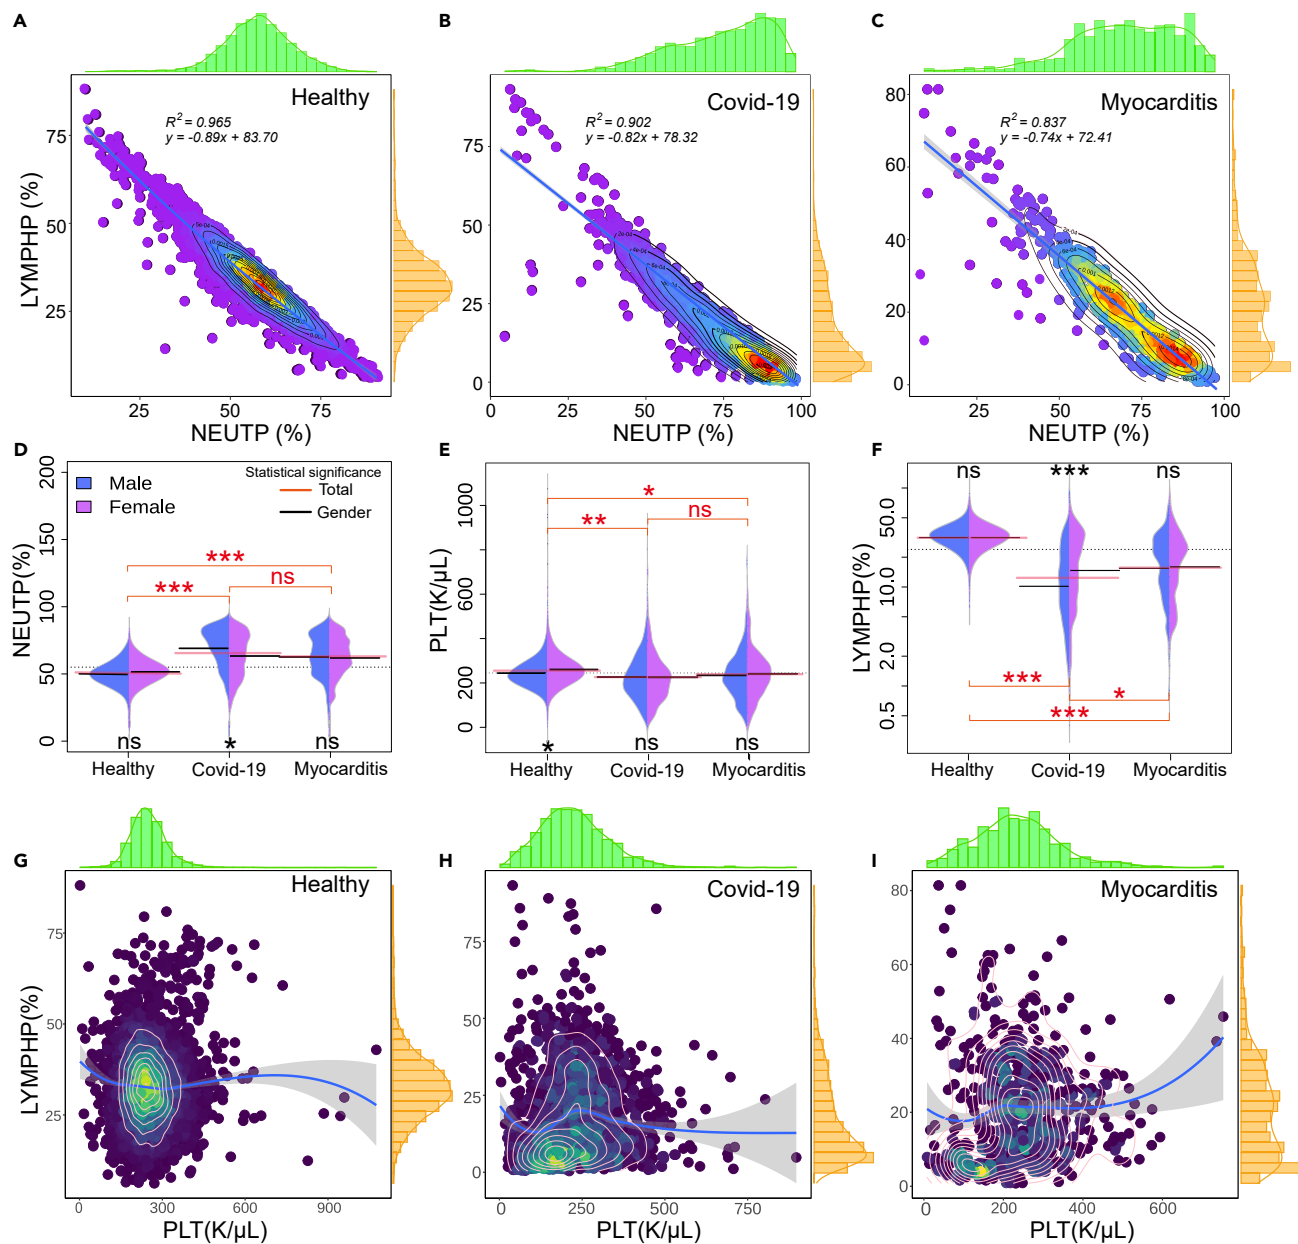 A
B
C
Healthy
R² = 0.965
y = -0.89x + 83.70
Covid-19
R² = 0.902
y = -0.82x + 78.32
Myocarditis
R² = 0.837
y = -0.74x + 72.41
LYMPHP (%)
75
50
25
25
50
75
NEUTP (%)
75
50
25
0
0
25
50
75
100
NEUTP (%)
80
60
40
20
0
25
50
75
100
NEUTP (%)
D
E
F
Male
Female
Statistical significance
Total
Gender
NEUTP(%)
200
150
100
50
0
***
***
ns
ns
*
ns
Healthy
Covid-19
Myocarditis
PLT(K/µL)
1000
600
200
0
*
**
ns
*
ns
ns
Healthy
Covid-19
Myocarditis
LYMPHP(%)
50.0
10.0
2.0
0.5
ns
***
ns
***
*
***
Healthy
Covid-19
Myocarditis
G
H
I
Healthy
Covid-19
Myocarditis
LYMPHP(%)
75
50
25
0
300
600
900
PLT(K/µL)
75
50
25
0
0
250
500
750
PLT(K/µL)
80
60
40
20
0
0
200
400
600
PLT(K/µL)